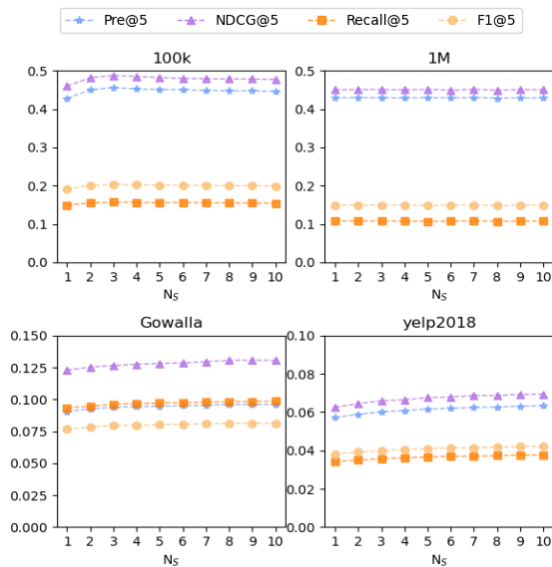 Pre@5 NDCG@5 Recall@5 F1@5
100k 1M
0.5 0.5
0.4 0.4
0.3 0.3
0.2 0.2
0.1 0.1
0.0 0.0
1 2 3 4 5 6 7 8 9 10 1 2 3 4 5 6 7 8 9 10
N_S N_S
Gowalla yelp2018
0.150 0.10
0.125 0.08
0.100 0.06
0.075 0.04
0.050 0.02
0.025 0.00
0.000
1 2 3 4 5 6 7 8 9 10 1 2 3 4 5 6 7 8 9 10
N_S N_S